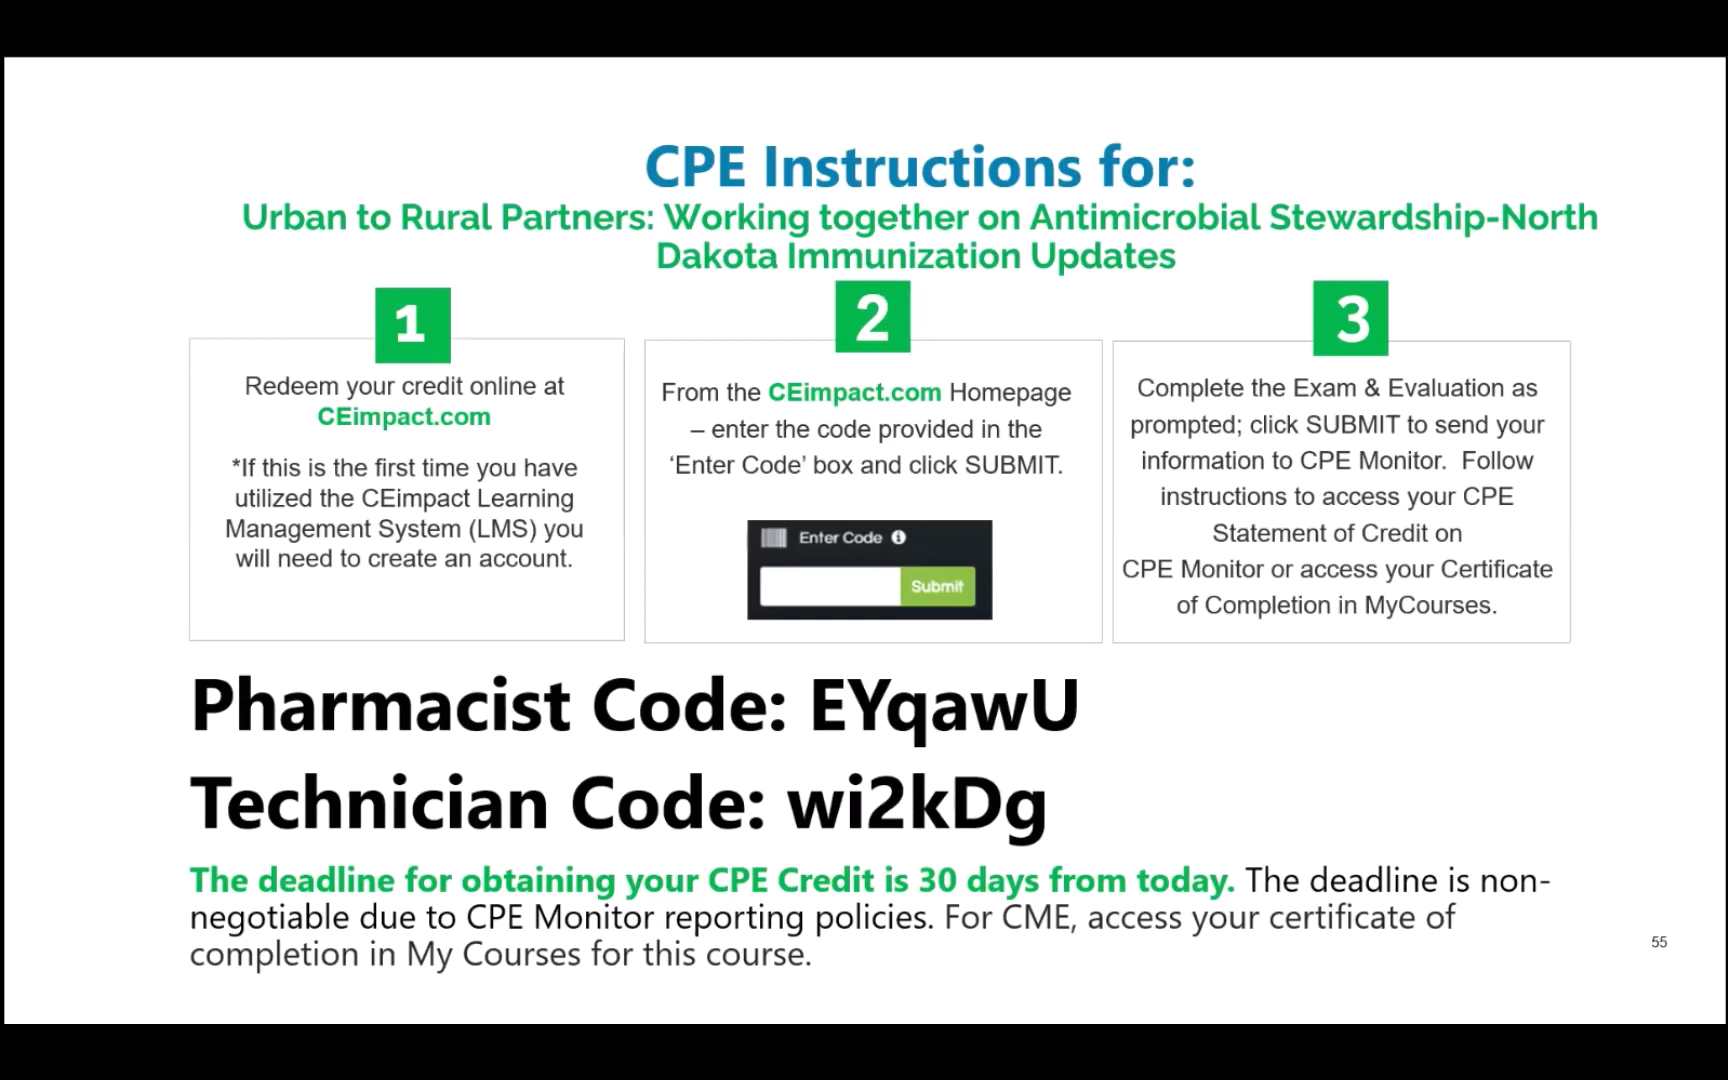 CPE Instructions for:
Urban to Rural Partners: Working together on Antimicrobial Stewardship-North
Dakota Immunization Updates
1
Redeem your credit online at
CEimpact.com
*If this is the first time you have
utilized the CEimpact Learning
Management System (LMS) you
will need to create an account.
2
From the CEimpact.com Homepage
– enter the code provided in the
‘Enter Code’ box and click SUBMIT.
Enter Code
Submit
3
Complete the Exam & Evaluation as
prompted; click SUBMIT to send your
information to CPE Monitor.  Follow
instructions to access your CPE
Statement of Credit on
CPE Monitor or access your Certificate
of Completion in MyCourses.
Pharmacist Code: EYqawU
Technician Code: wi2kDg
The deadline for obtaining your CPE Credit is 30 days from today. The deadline is non-
negotiable due to CPE Monitor reporting policies. For CME, access your certificate of
completion in My Courses for this course.
55